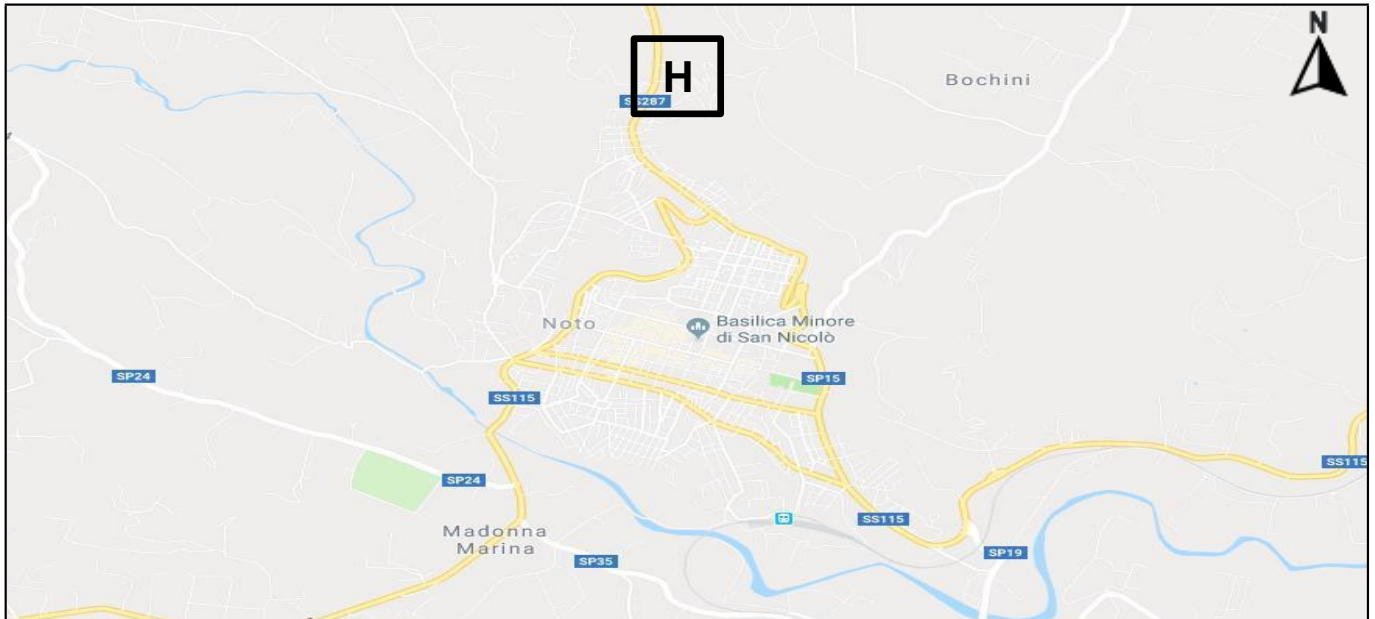 N
H
Bochini
SS287
Basilica Minore
di San Nicolò
Noto
SP24
SP15
SS115
SS115
SP24
SS115
Madonna
Marina
SP35
SP19